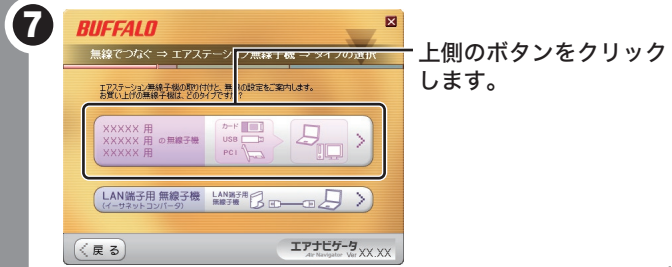 7
BUFFALO
無線でつなぐ ⇒ エアステーション無線子機 ⇒ タイプの選択
上側のボタンをクリック
します。
エアステーション無線子機の取り付けと、無線の設定をご案内します。
お買い上げの無線子機は、どのタイプですか?
XXXXX 用
XXXXX 用 の無線子機
XXXXX 用
カード
USB
PCI
LAN端子用 無線子機
(イーサネットコンバータ)
LAN端子用
無線子機
戻る
エアナビゲータ
Air Navigator Ver XX.XX